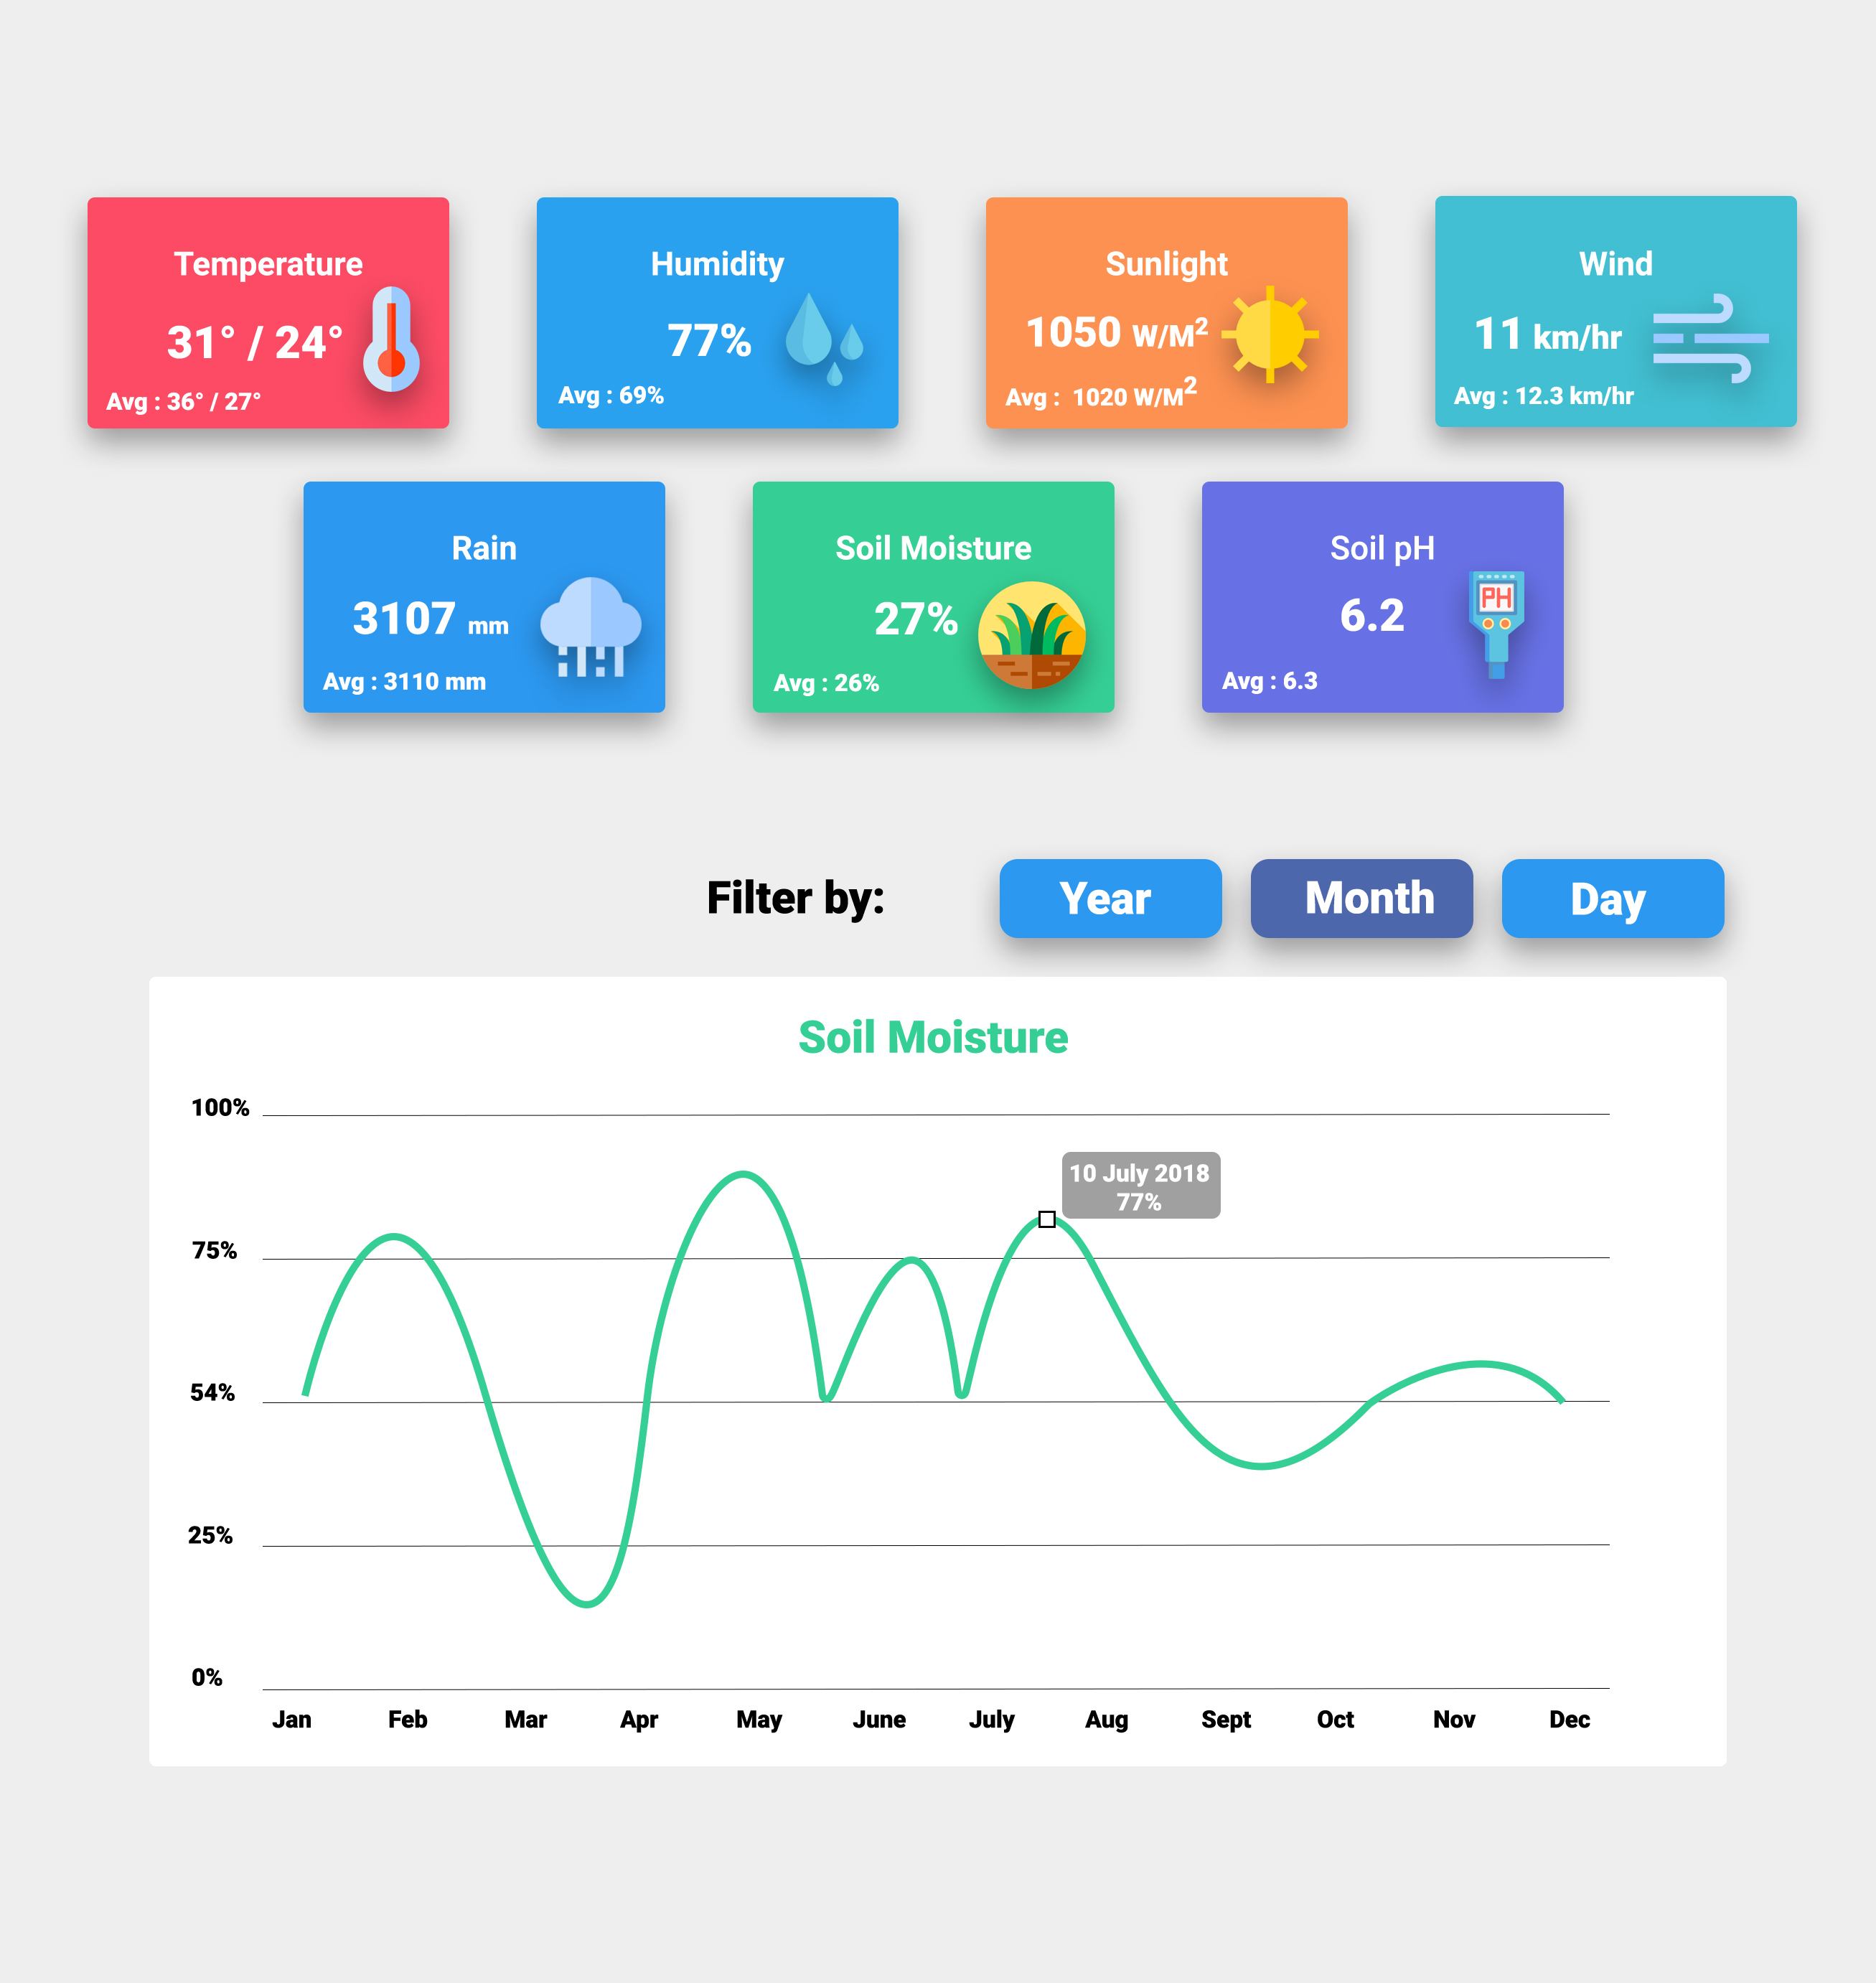 Temperature
31° / 24°
Avg : 36° / 27°
Humidity
77%
Avg : 69%
Sunlight
1050 W/M²
Avg :  1020 W/M²
Wind
11 km/hr
Avg : 12.3 km/hr
Rain
3107 mm
Avg : 3110 mm
Soil Moisture
27%
Avg : 26%
Soil pH
6.2
PH
Avg : 6.3
Filter by:
Year
Month
Day
Soil Moisture
100%
10 July 2018
77%
75%
54%
25%
0%
Jan Feb Mar Apr May June July Aug Sept Oct Nov Dec